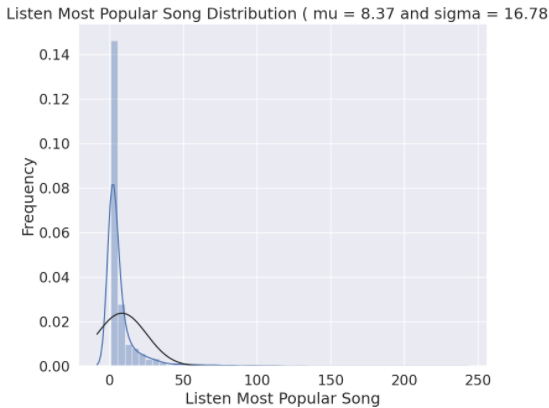 Listen Most Popular Song Distribution ( mu = 8.37 and sigma = 16.78
0.14
0.12
0.10
0.08
0.06
0.04
0.02
0.00
Frequency
0 50 100 150 200 250
Listen Most Popular Song